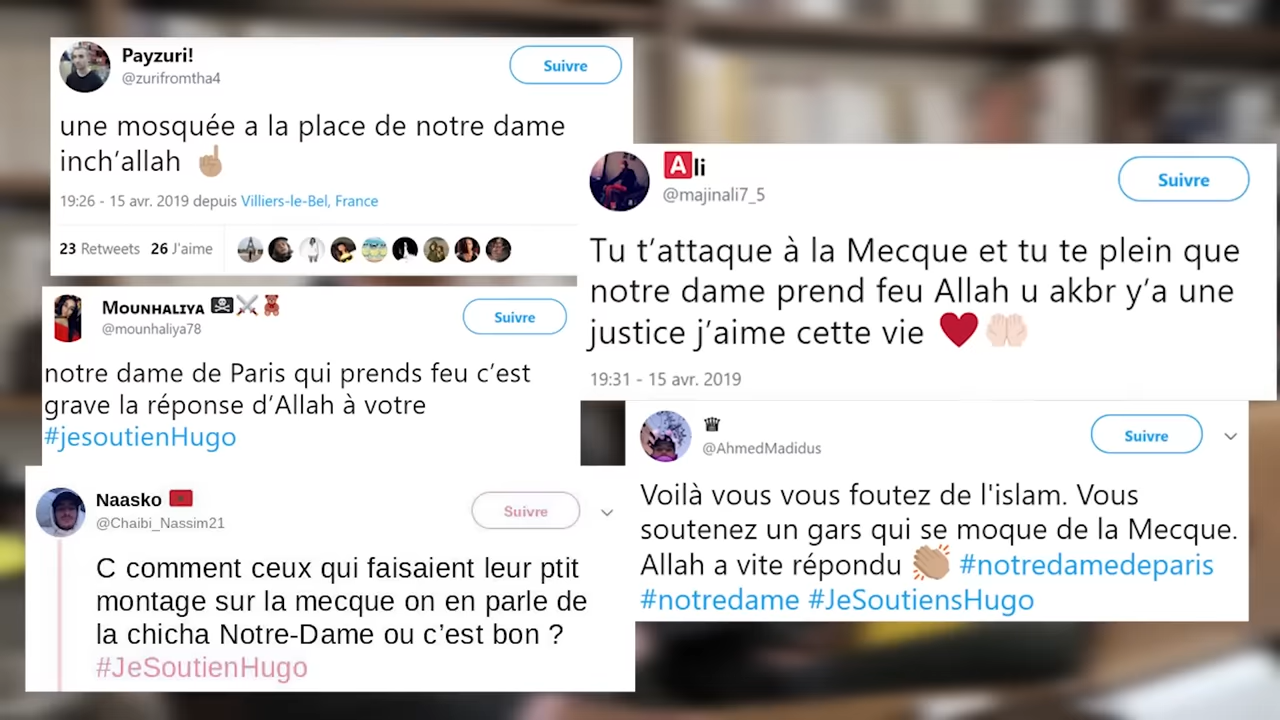 Payzuri!
@zurifromtha4
Suivre
une mosquée a la place de notre dame
inch’allah ☝🏽
19:26 - 15 avr. 2019 depuis Villiers-le-Bel, France
23 Retweets 26 J'aime
🅰li
@majinali7_5
Suivre
Tu t’attaque à la Mecque et tu te plein que
notre dame prend feu Allah u akbr y’a une
justice j’aime cette vie ❤🤲🏻
19:31 - 15 avr. 2019
Mounhaliya 🏴‍☠️⚔️🧸
@mounhaliya78
Suivre
notre dame de Paris qui prends feu c’est
grave la réponse d’Allah à votre
#jesoutienHugo
♛
@AhmedMadidus
Suivre
Voilà vous vous foutez de l'islam. Vous
soutenez un gars qui se moque de la Mecque.
Allah a vite répondu 👏🏽 #notredamedeparis
#notredame #JeSoutiensHugo
Naasko 🇲🇦
@Chaibi_Nassim21
Suivre
C comment ceux qui faisaient leur ptit
montage sur la mecque on en parle de
la chicha Notre-Dame ou c’est bon ?
#JeSoutienHugo